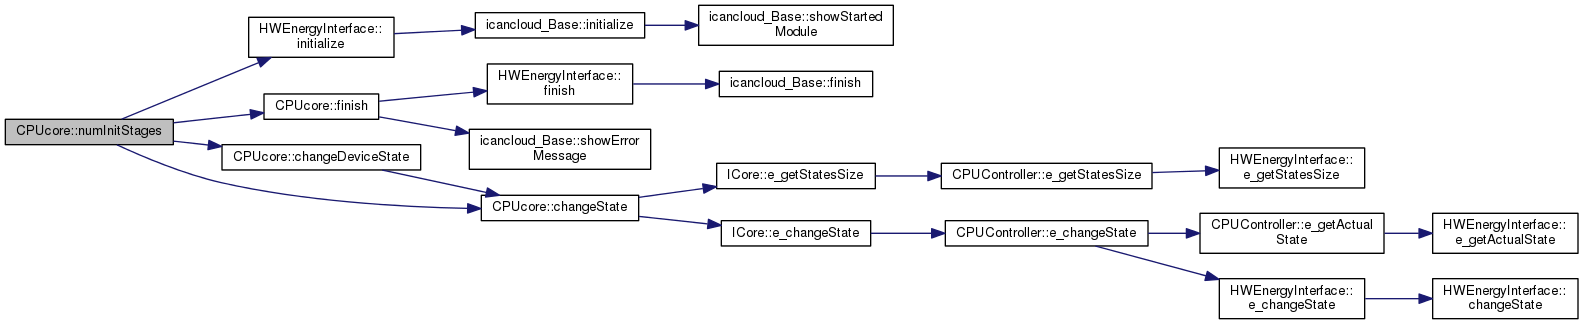 CPUcore::numInitStages
HWEnergyInterface::
initialize
icancloud_Base::initialize
icancloud_Base::showStarted
Module
CPUcore::finish
HWEnergyInterface::
finish
icancloud_Base::finish
icancloud_Base::showError
Message
CPUcore::changeDeviceState
CPUcore::changeState
ICore::e_getStatesSize
CPUController::e_getStatesSize
HWEnergyInterface::
e_getStatesSize
ICore::e_changeState
CPUController::e_changeState
CPUController::e_getActual
State
HWEnergyInterface::
e_getActualState
HWEnergyInterface::
e_changeState
HWEnergyInterface::
changeState